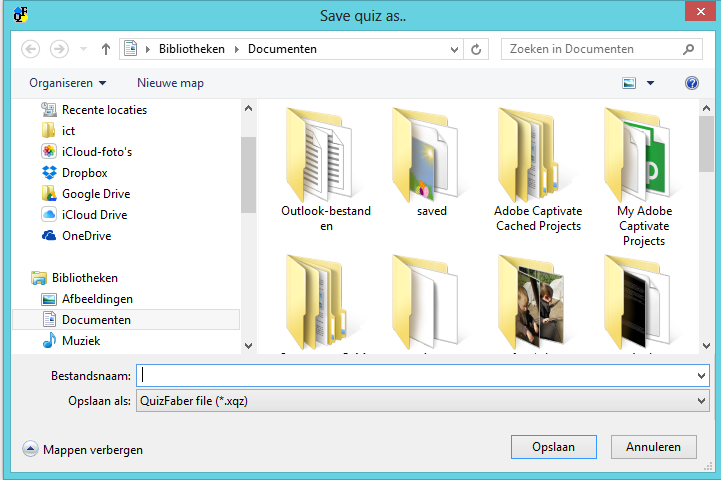 Save quiz as..
Bibliotheken
Documenten
Zoeken in Documenten
Organiseren
Nieuwe map
Recente locaties
ict
iCloud-foto's
Dropbox
Google Drive
iCloud Drive
OneDrive
Bibliotheken
Afbeeldingen
Documenten
Muziek
Outlook-bestand
en
saved
Adobe Captivate
Cached Projects
My Adobe
Captivate
Projects
Bestandsnaam:
Opslaan als:
QuizFaber file (*.xqz)
Mappen verbergen
Opslaan
Annuleren